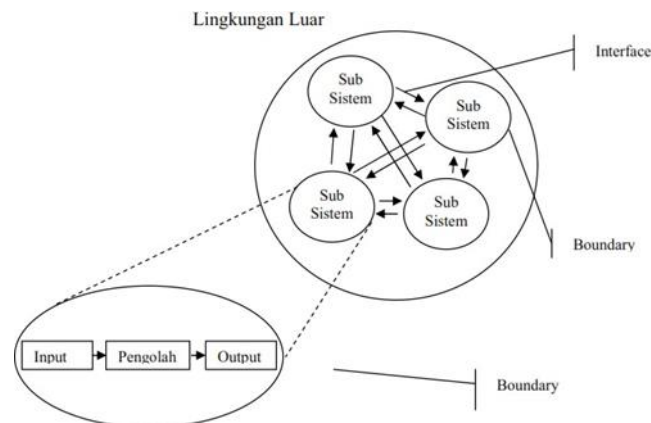 Lingkungan Luar
Interface
Sub
Sistem
Sub
Sistem
Sub
Sistem
Sub
Sistem
Boundary
Input
Pengolah
Output
Boundary